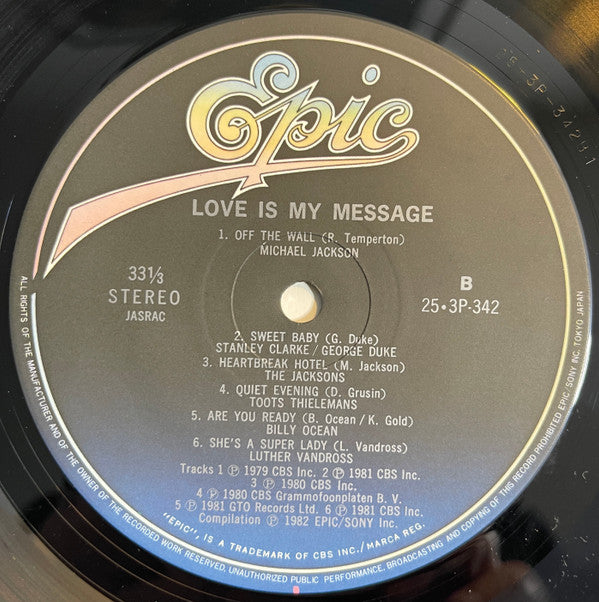 Epic
LOVE IS MY MESSAGE
1. OFF THE WALL (R. Temperton)
MICHAEL JACKSON
33⅓
STEREO
JASRAC
B
25・3P-342
2. SWEET BABY (G. Duke)
STANLEY CLARKE / GEORGE DUKE
3. HEARTBREAK HOTEL (M. Jackson)
THE JACKSONS
4. QUIET EVENING (D. Grusin)
TOOTS THIELEMANS
5. ARE YOU READY (B. Ocean / K. Gold)
BILLY OCEAN
6. SHE'S A SUPER LADY (L. Vandross)
LUTHER VANDROSS
Tracks 1 ℗ 1979 CBS Inc. 2 ℗ 1981 CBS Inc.
3 ℗ 1980 CBS Inc.
4 ℗ 1980 CBS Grammofoonplaten B. V.
5 ℗ 1981 GTO Records Ltd. 6 ℗ 1981 CBS Inc.
Compilation ℗ 1982 EPIC/SONY Inc.
"EPIC", IS A TRADEMARK OF CBS INC./MARCA REG.
ALL RIGHTS OF THE MANUFACTURER AND OF THE OWNER OF THE RECORDED WORK RESERVED. UNAUTHORIZED PUBLIC PERFORMANCE, BROADCASTING AND COPYING OF THIS RECORD PROHIBITED EPIC/SONY INC. TOKYO JAPAN